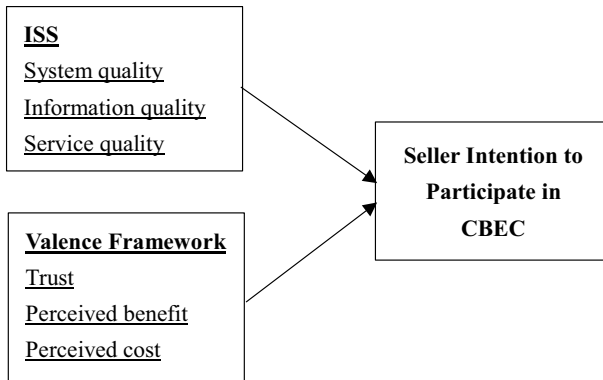 ISS
System quality
Information quality
Service quality
Seller Intention to
Participate in
CBEC
Valence Framework
Trust
Perceived benefit
Perceived cost